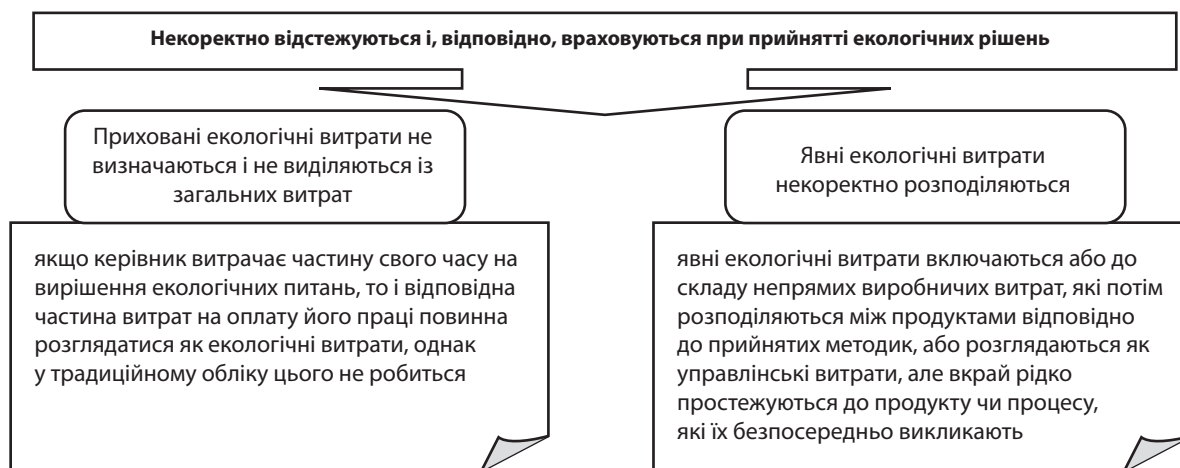 Некоректно відстежуються і, відповідно, враховуються при прийнятті екологічних рішень
Приховані екологічні витрати не
визначаються і не виділяються із
загальних витрат
якщо керівник витрачає частину свого часу на
вирішення екологічних питань, то і відповідна
частина витрат на оплату його праці повинна
розглядатися як екологічні витрати, однак
у традиційному обліку цього не робиться
Явні екологічні витрати
некоректно розподіляються
явні екологічні витрати включаються або до
складу непрямих виробничих витрат, які потім
розподіляються між продуктами відповідно
до прийнятих методик, або розглядаються як
управлінські витрати, але вкрай рідко
простежуються до продукту чи процесу,
які їх безпосередньо викликають